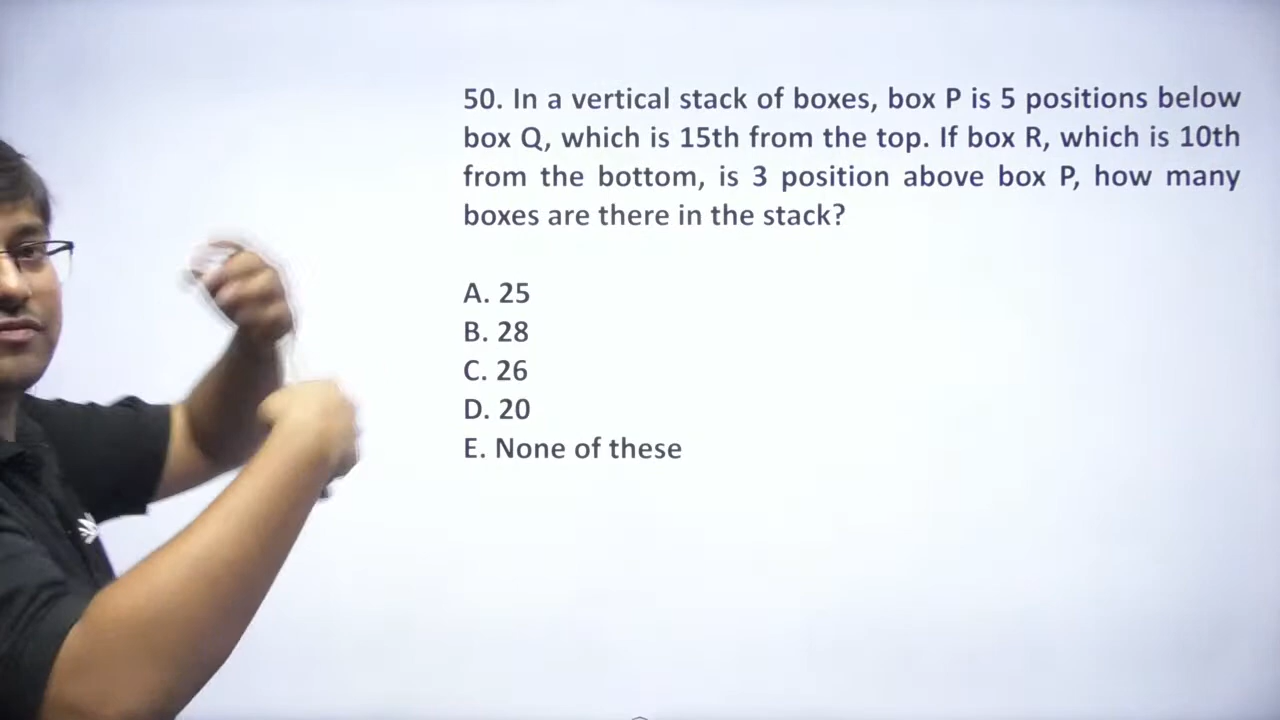 50. In a vertical stack of boxes, box P is 5 positions below
box Q, which is 15th from the top. If box R, which is 10th
from the bottom, is 3 position above box P, how many
boxes are there in the stack?
A. 25
B. 28
C. 26
D. 20
E. None of these